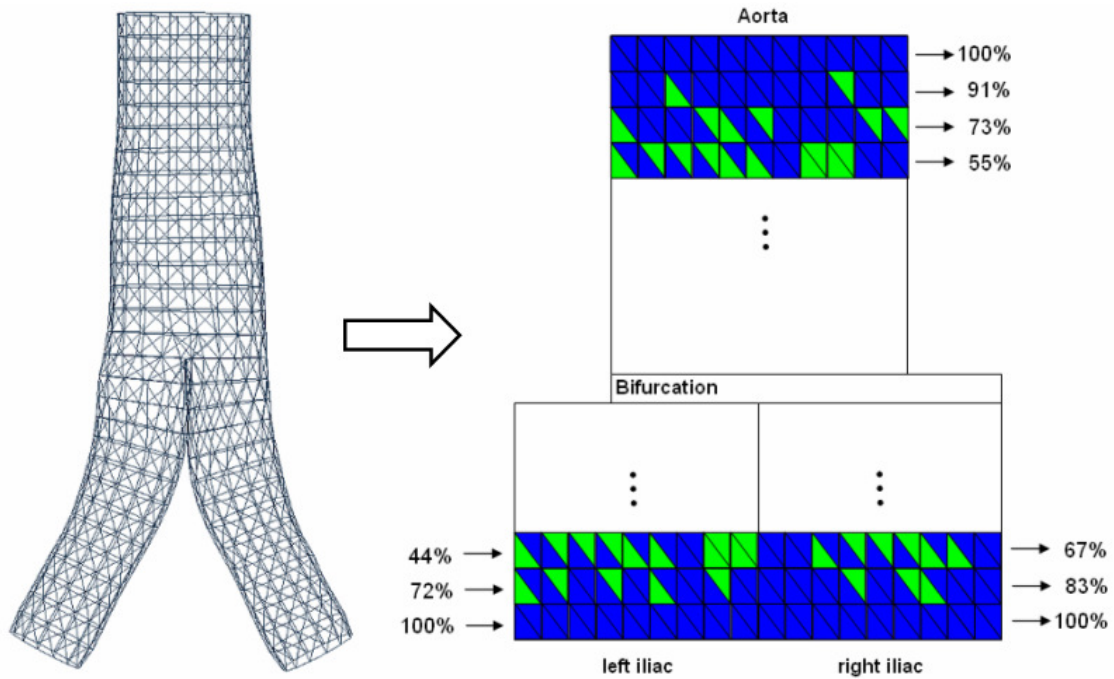 Aorta
100%
91%
73%
55%
Bifurcation
44%
67%
72%
83%
100%
100%
left iliac
right iliac